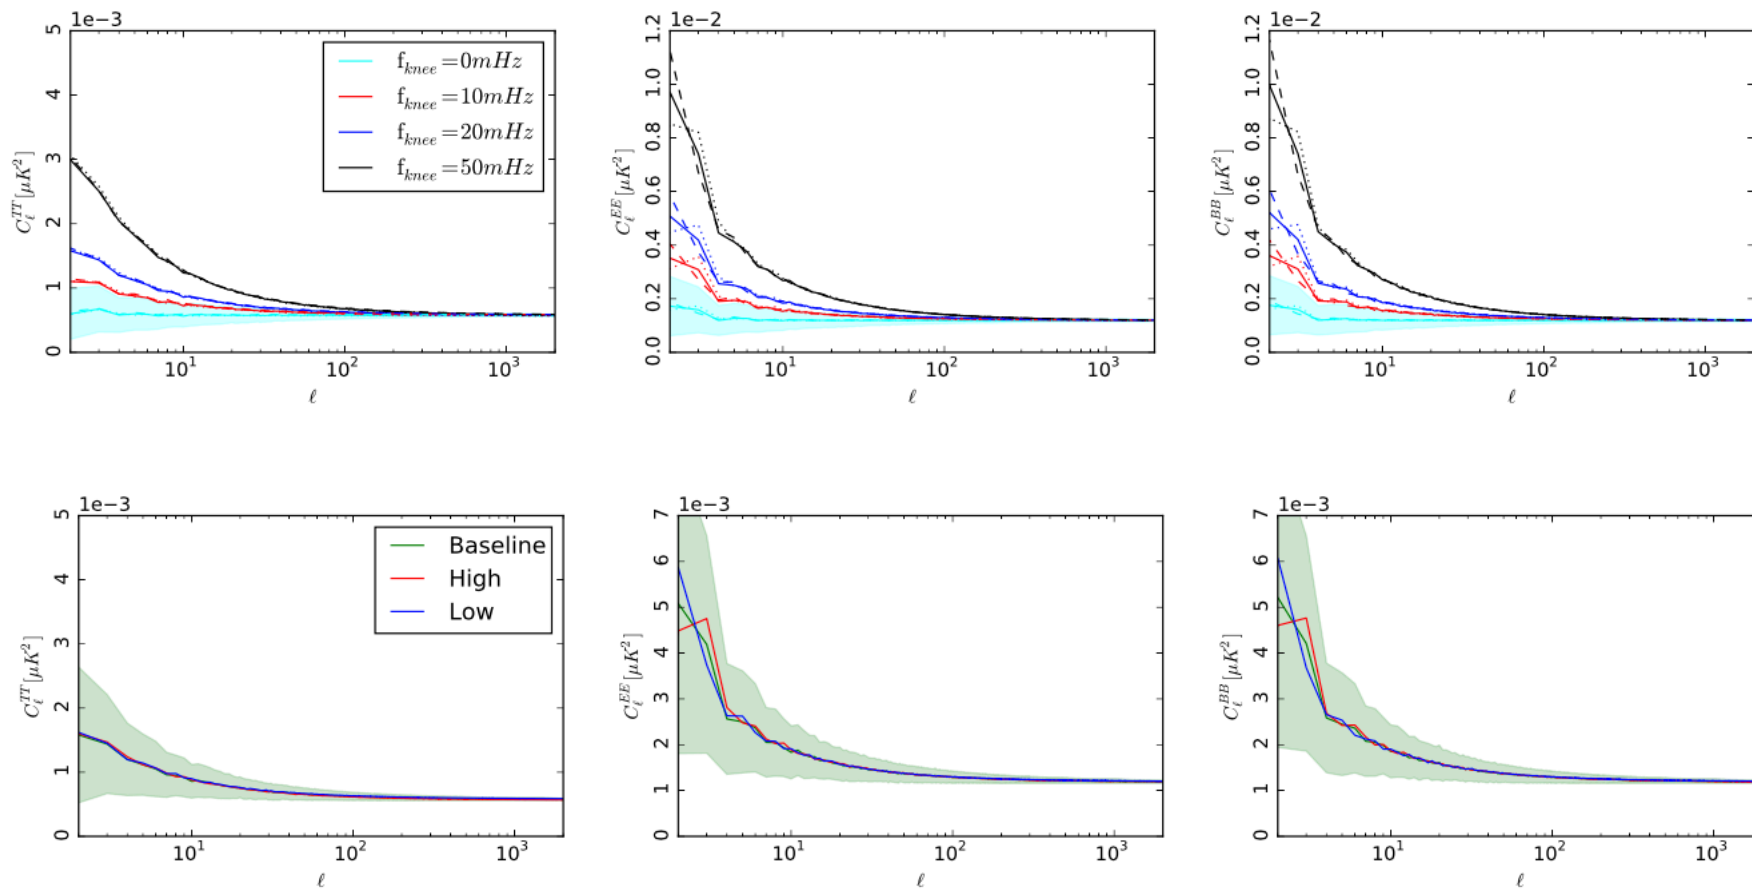 1e−3
5
4
3
2
1
0
C_ℓ^{TT}[μK²]
f_{knee}=0mHz
f_{knee}=10mHz
f_{knee}=20mHz
f_{knee}=50mHz
10¹ 10² 10³
ℓ
1e−2
1.2
1.0
0.8
0.6
0.4
0.2
0.0
C_ℓ^{EE}[μK²]
10¹ 10² 10³
ℓ
1e−2
1.2
1.0
0.8
0.6
0.4
0.2
0.0
C_ℓ^{BB}[μK²]
10¹ 10² 10³
ℓ
1e−3
5
4
3
2
1
0
C_ℓ^{TT}[μK²]
Baseline
High
Low
10¹ 10² 10³
ℓ
1e−3
7
6
5
4
3
2
1
0
C_ℓ^{EE}[μK²]
10¹ 10² 10³
ℓ
1e−3
7
6
5
4
3
2
1
0
C_ℓ^{BB}[μK²]
10¹ 10² 10³
ℓ